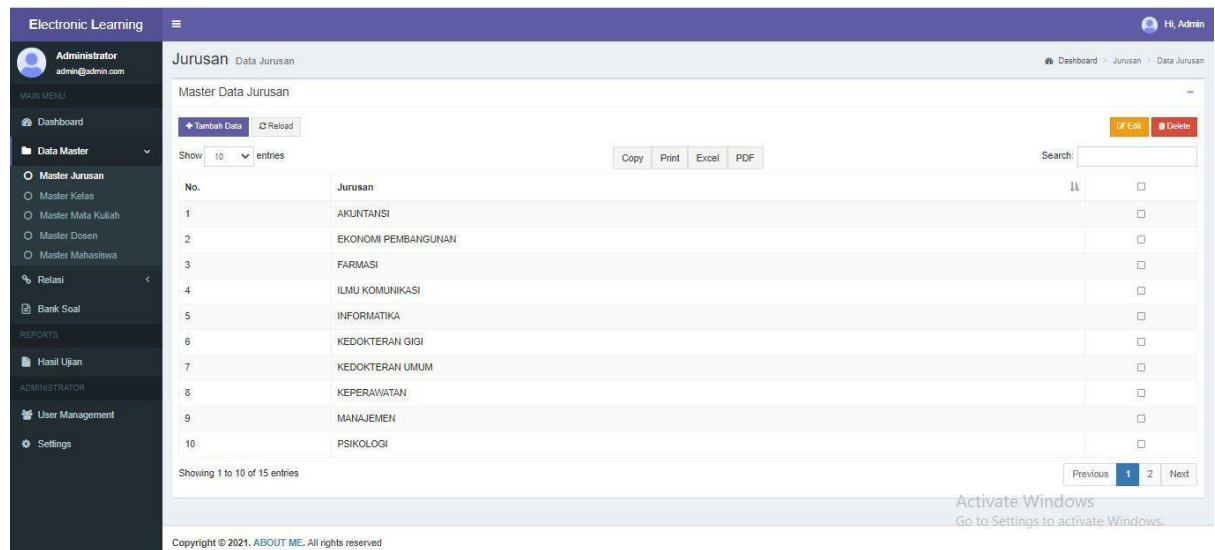 Electronic Learning
Hi, Admin
Administrator
admin@admin.com
MAIN MENU
Dashboard
Data Master
Master Jurusan
Master Kelas
Master Mata Kuliah
Master Dosen
Master Mahasiswa
Relasi
Bank Soal
REPORTS
Hasil Ujian
ADMINISTRATOR
User Management
Settings
Jurusan Data Jurusan
Dashboard > Jurusan > Data Jurusan
Master Data Jurusan
+ Tambah Data Reload Edit Delete
Show 10 entries Copy Print Excel PDF Search:
No. Jurusan
1 AKUNTANSI
2 EKONOMI PEMBANGUNAN
3 FARMASI
4 ILMU KOMUNIKASI
5 INFORMATIKA
6 KEDOKTERAN GIGI
7 KEDOKTERAN UMUM
8 KEPERAWATAN
9 MANAJEMEN
10 PSIKOLOGI
Showing 1 to 10 of 15 entries Previous 1 2 Next
Activate Windows
Go to Settings to activate Windows.
Copyright © 2021. ABOUT ME. All rights reserved